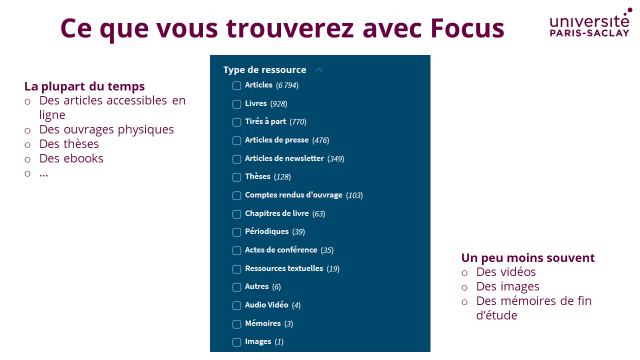 Ce que vous trouverez avec Focus
université
PARIS-SACLAY
La plupart du temps
o Des articles accessibles en
ligne
o Des ouvrages physiques
o Des thèses
o Des ebooks
o ...
Type de ressource
Articles (6 794)
Livres (928)
Tirés à part (770)
Articles de presse (476)
Articles de newsletter (349)
Thèses (128)
Comptes rendus d'ouvrage (103)
Chapitres de livre (63)
Périodiques (39)
Actes de conférence (35)
Ressources textuelles (19)
Autres (6)
Audio Vidéo (4)
Mémoires (3)
Images (1)
Un peu moins souvent
o Des vidéos
o Des images
o Des mémoires de fin
d'étude